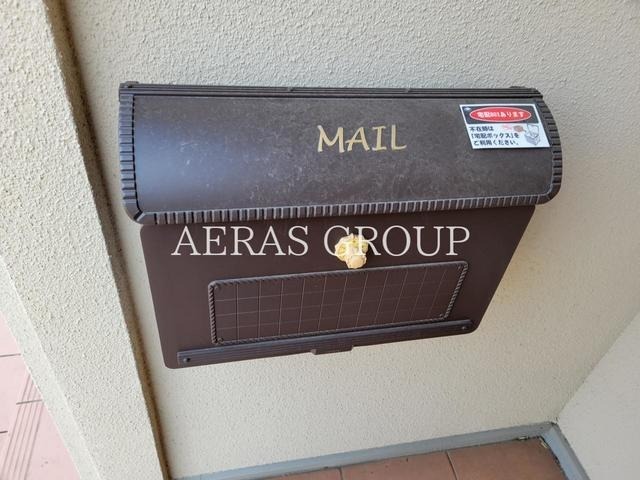 MAIL
宅配BOXあります
不在時は
「宅配ボックス」を
ご利用ください。
AERAS GROUP